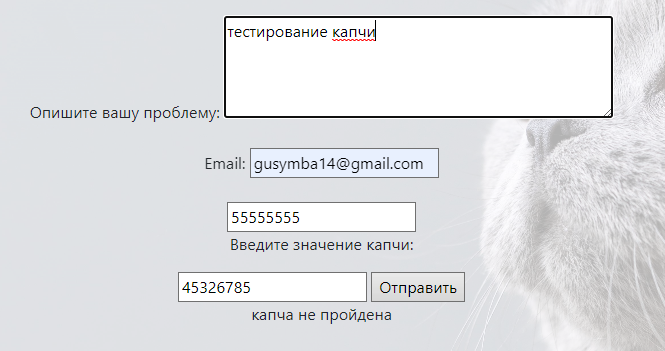 тестирование капчи
Опишите вашу проблему:
Email: gusymba14@gmail.com
55555555
Введите значение капчи:
45326785 Отправить
капча не пройдена